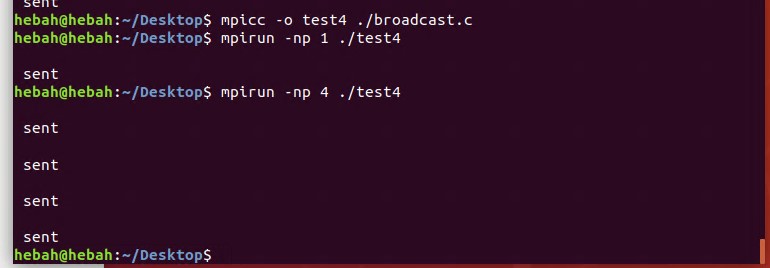 sent
hebah@hebah:~/Desktop$ mpicc -o test4 ./broadcast.c
hebah@hebah:~/Desktop$ mpirun -np 1 ./test4
sent
hebah@hebah:~/Desktop$ mpirun -np 4 ./test4
sent
sent
sent
sent
hebah@hebah:~/Desktop$